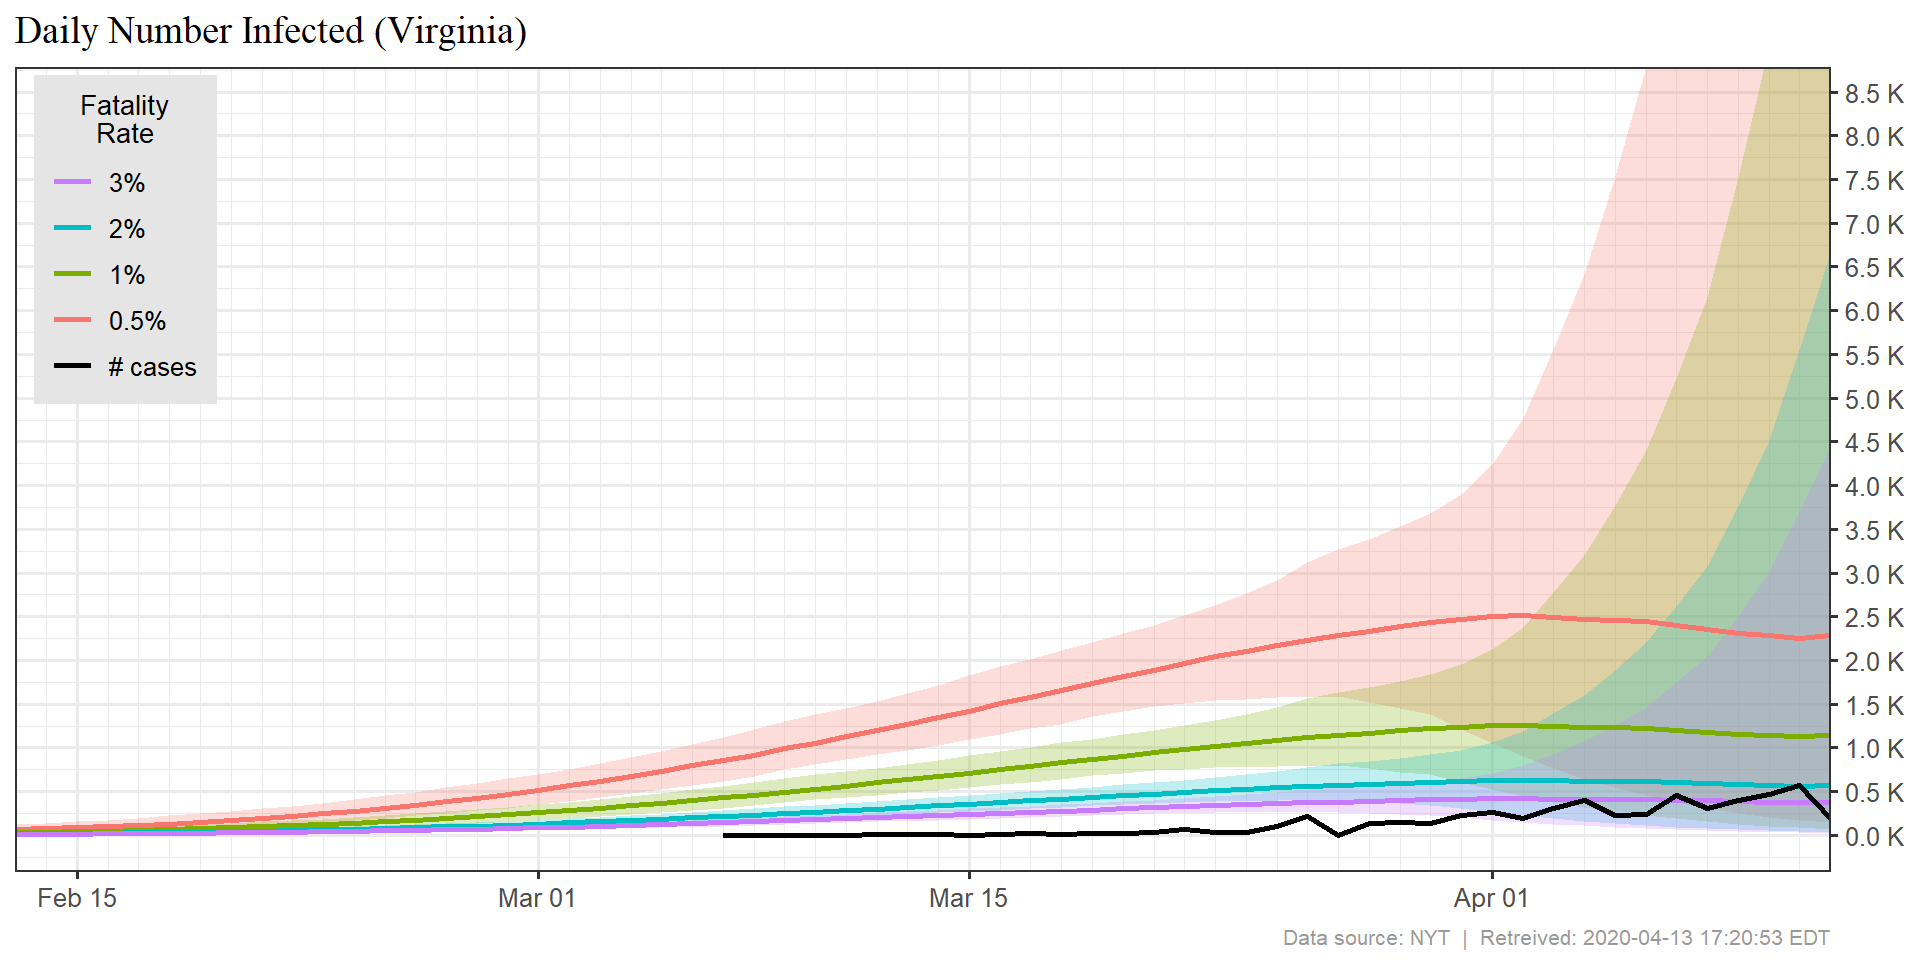 Daily Number Infected (Virginia)
Fatality
Rate
3%
2%
1%
0.5%
# cases
8.5 K
8.0 K
7.5 K
7.0 K
6.5 K
6.0 K
5.5 K
5.0 K
4.5 K
4.0 K
3.5 K
3.0 K
2.5 K
2.0 K
1.5 K
1.0 K
0.5 K
0.0 K
Feb 15
Mar 01
Mar 15
Apr 01
Data source: NYT | Retreived: 2020-04-13 17:20:53 EDT